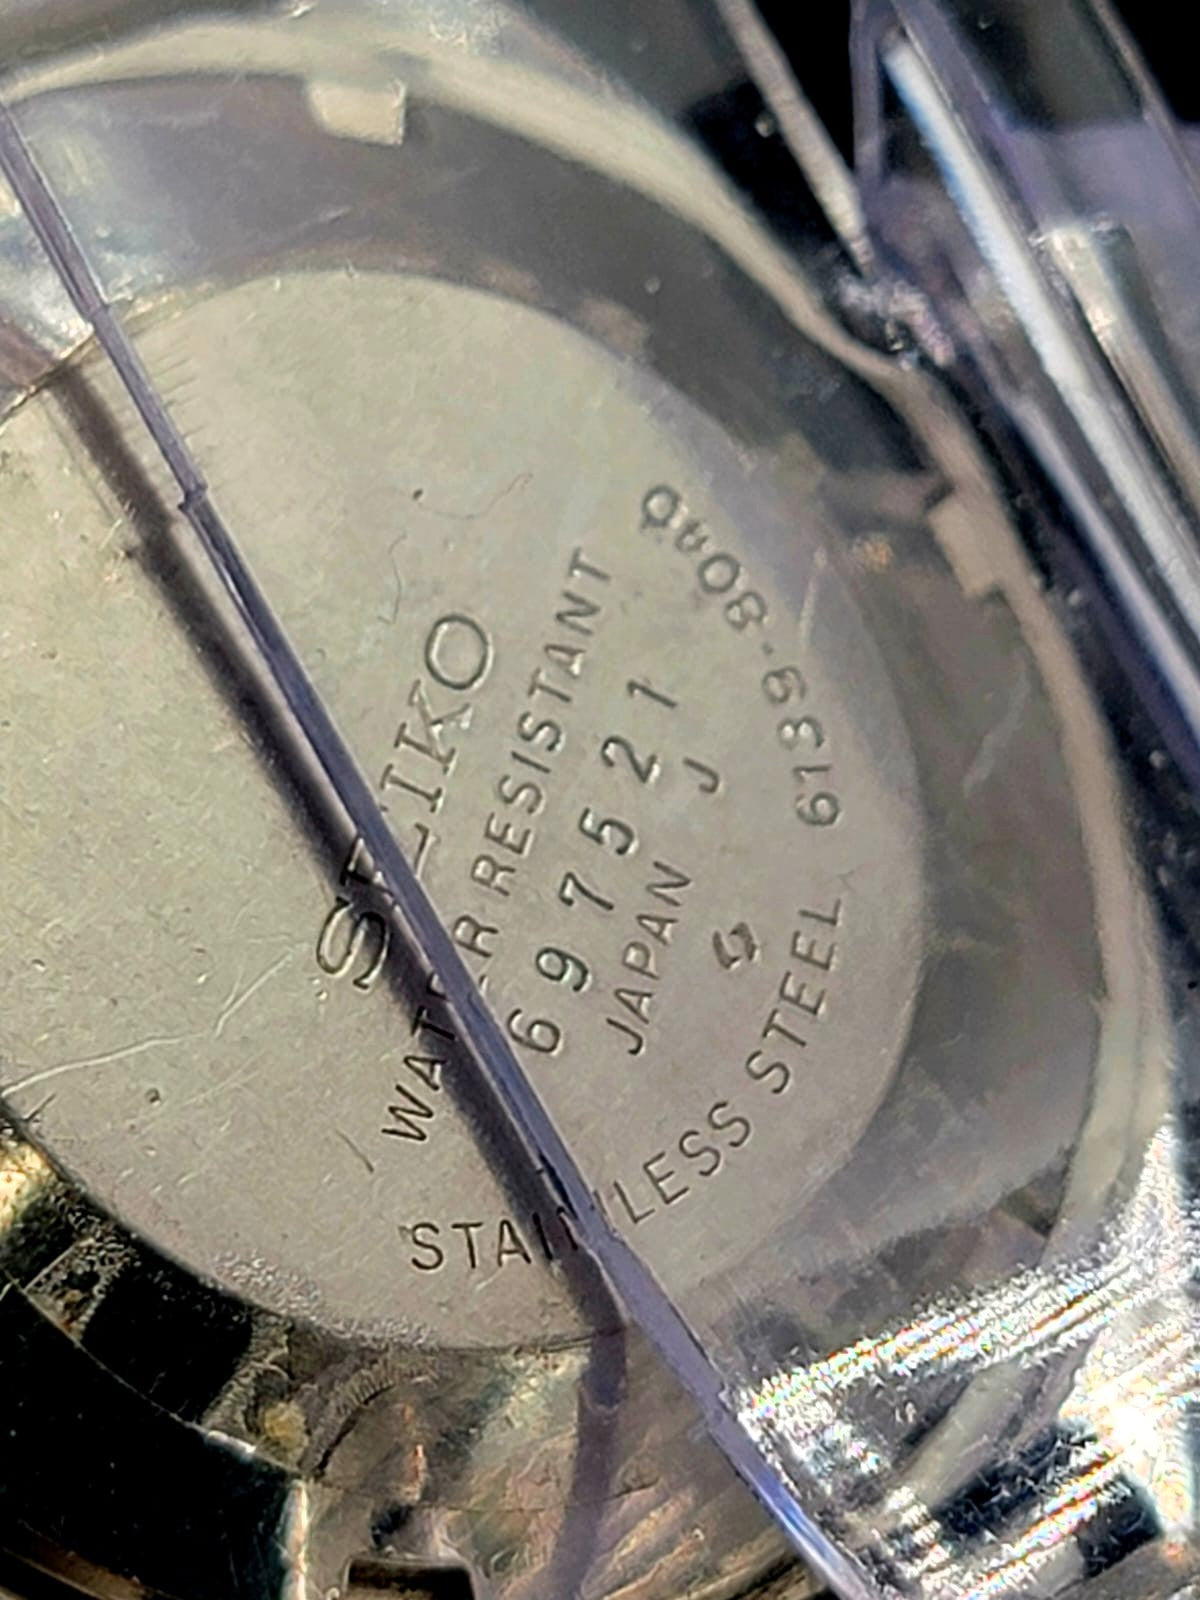 SEIKO
WATER RESISTANT
697521
JAPAN J
STAINLESS STEEL 6139-8040